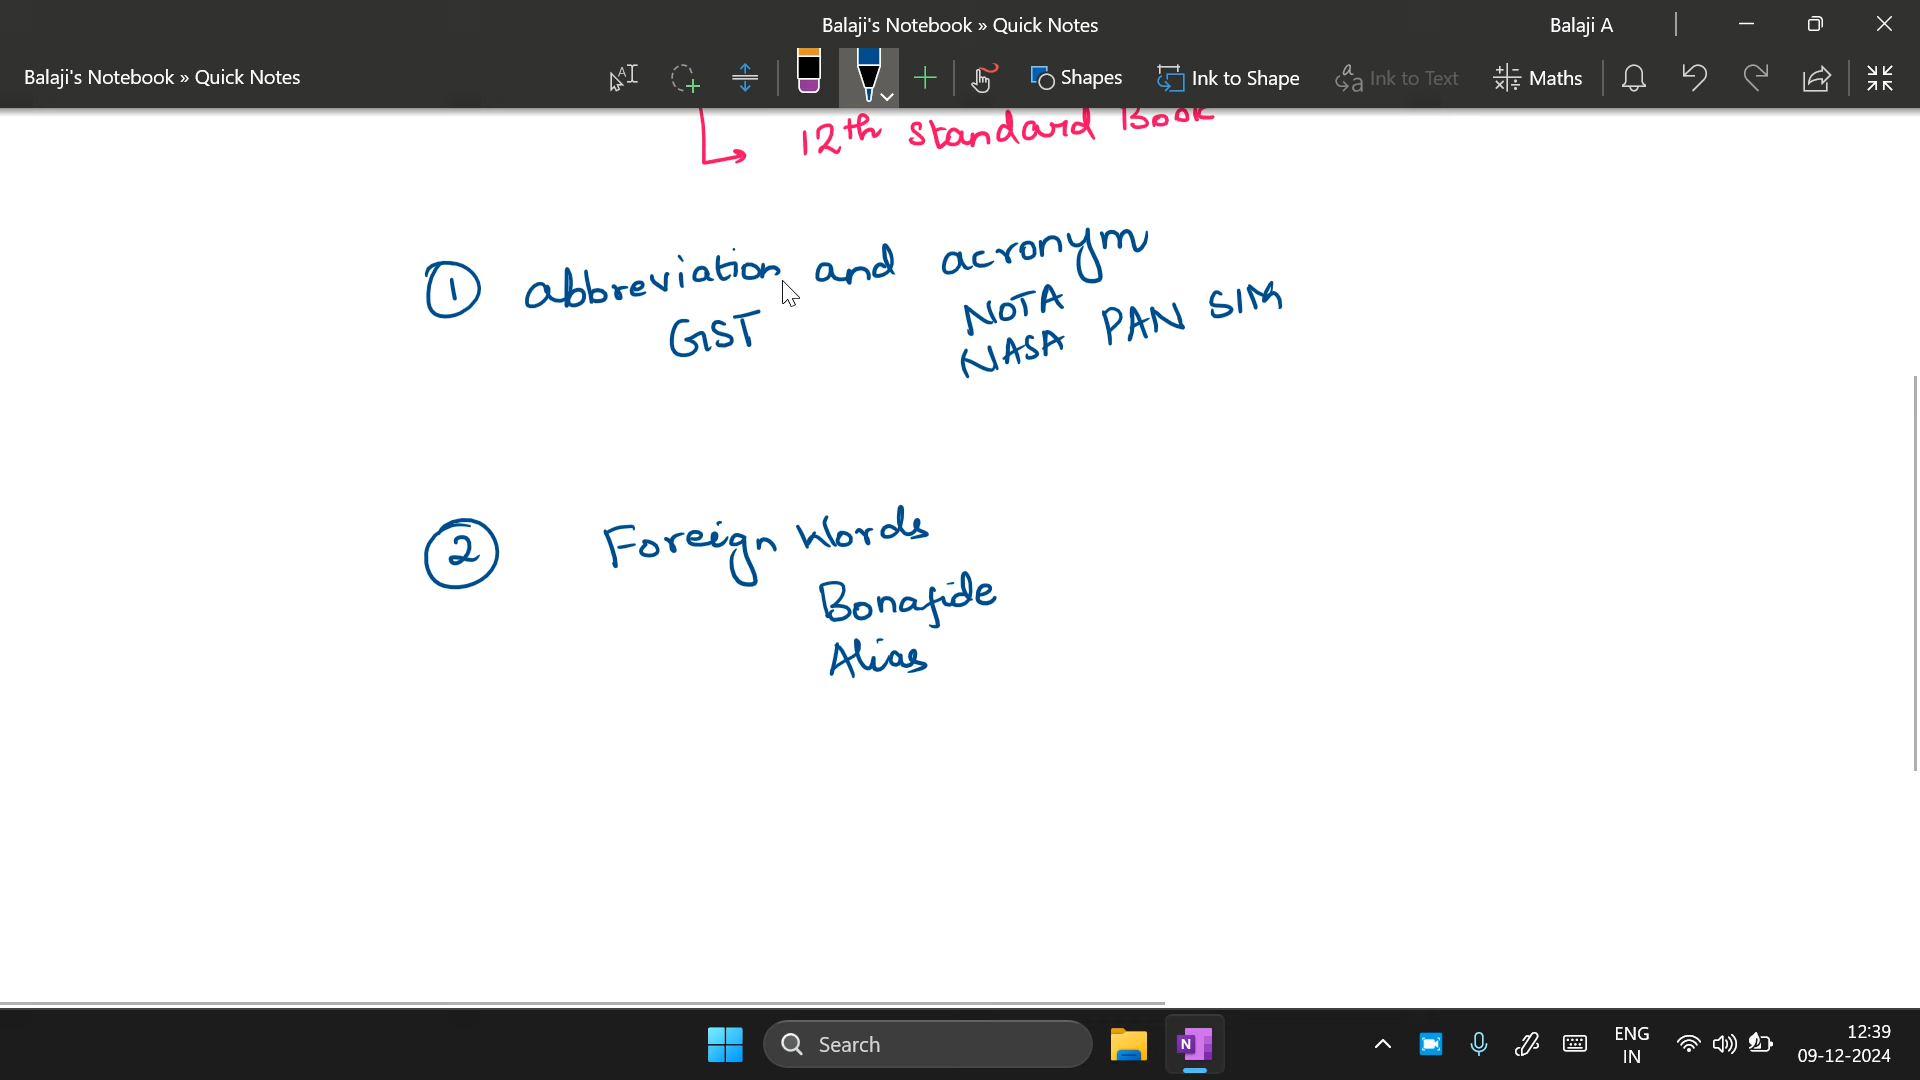 Balaji's Notebook » Quick Notes
Balaji A
Balaji's Notebook » Quick Notes
Shapes
Ink to Shape
Ink to Text
Maths
12th Standard Book
1 abbreviation and acronym
GST
NOTA
NASA PAN SIM
2 Foreign Words
Bonafide
Alias
Search
ENG
IN
12:39
09-12-2024